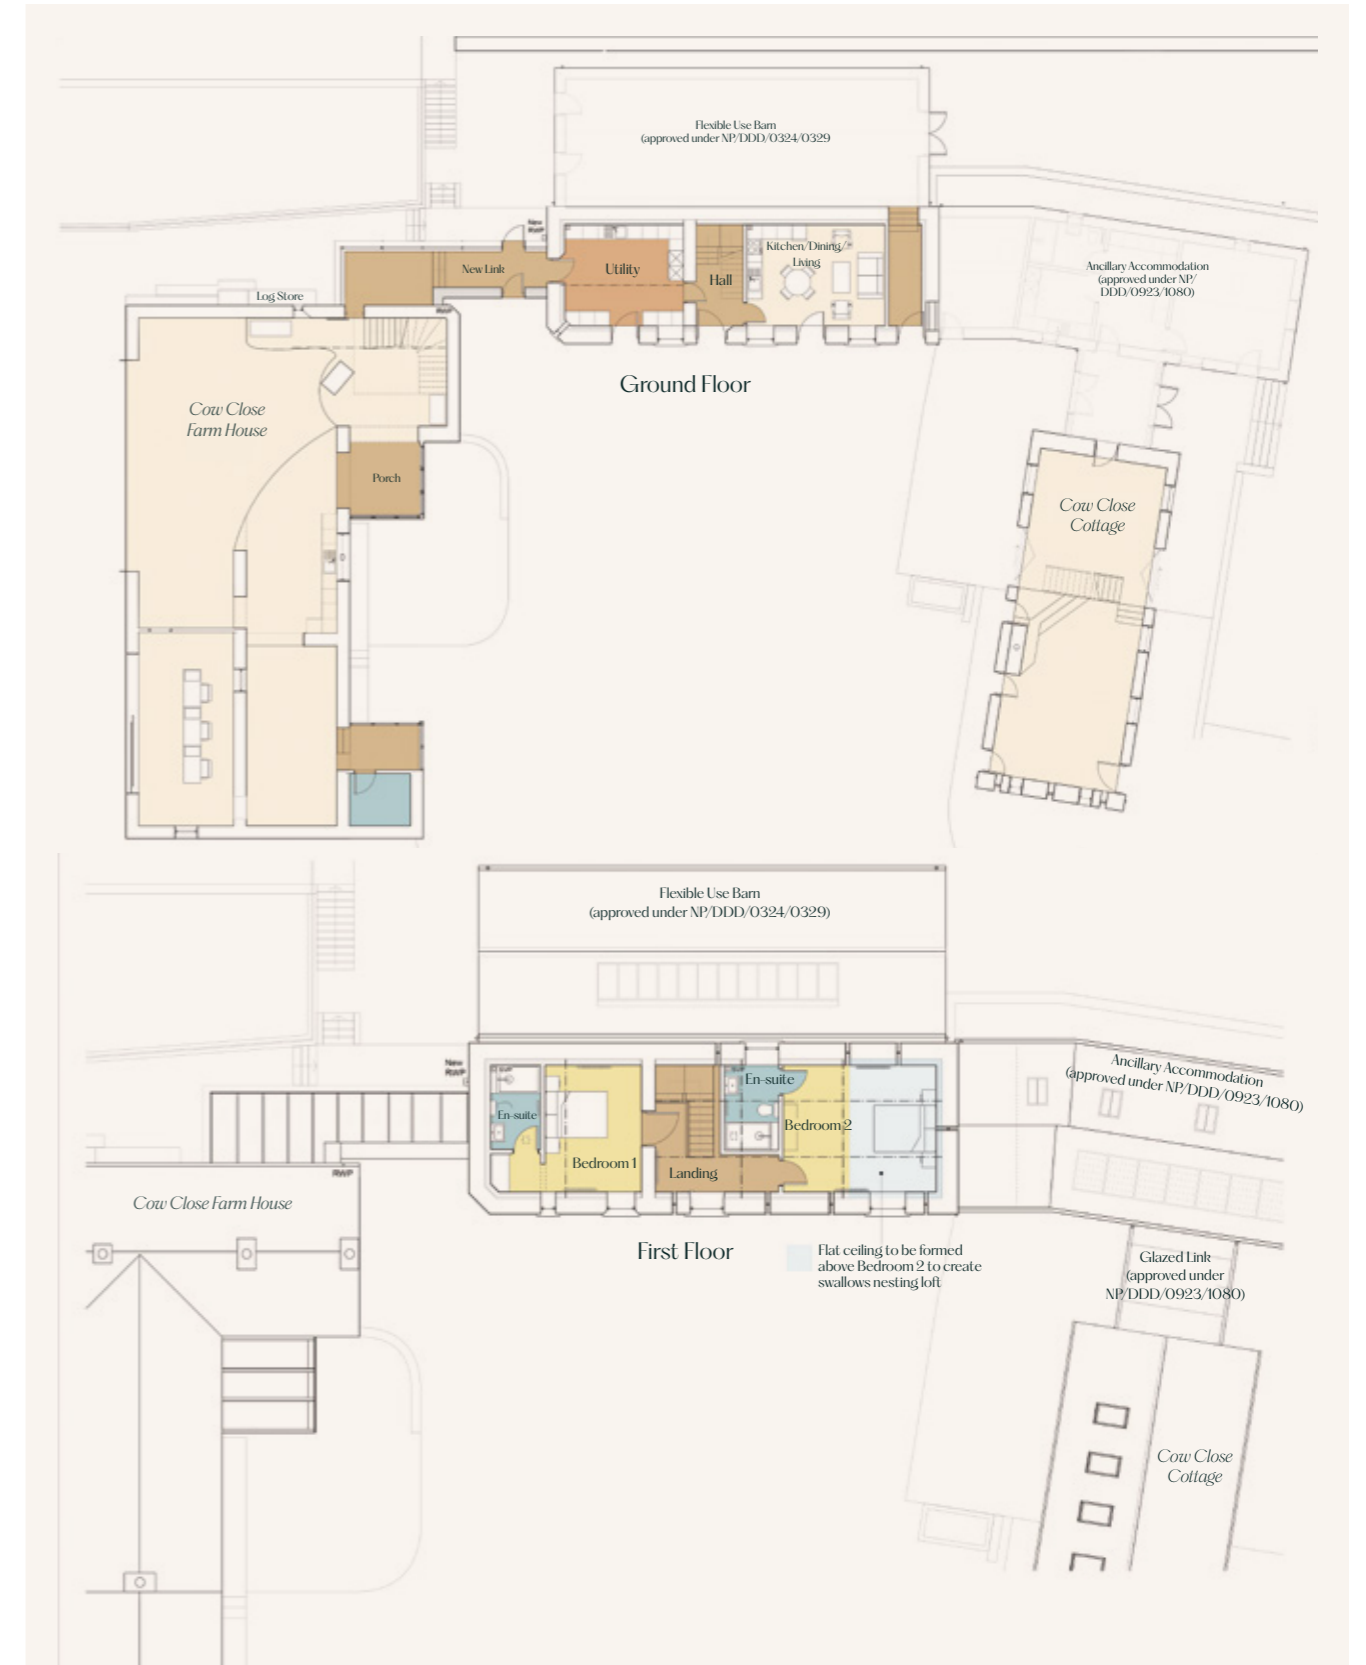 Flexible Use Barn
(approved under NP/DDD/0324/0329
New
RWP
New Link
Utility
Hall
Kitchen/Dining/
Living
Ancillary Accommodation
(approved under NP/
DDD/0923/1080)
Log Store
RWP
Ground Floor
Cow Close
Farm House
Porch
Cow Close
Cottage
Flexible Use Barn
(approved under NP/DDD/0324/0329)
New
RWP
En-suite
Bedroom 1
Landing
En-suite
Bedroom 2
Ancillary Accommodation
(approved under NP/DDD/0923/1080)
RWP
Cow Close Farm House
First Floor
Flat ceiling to be formed
above Bedroom 2 to create
swallows nesting loft
Glazed Link
(approved under
NP/DDD/0923/1080)
Cow Close
Cottage